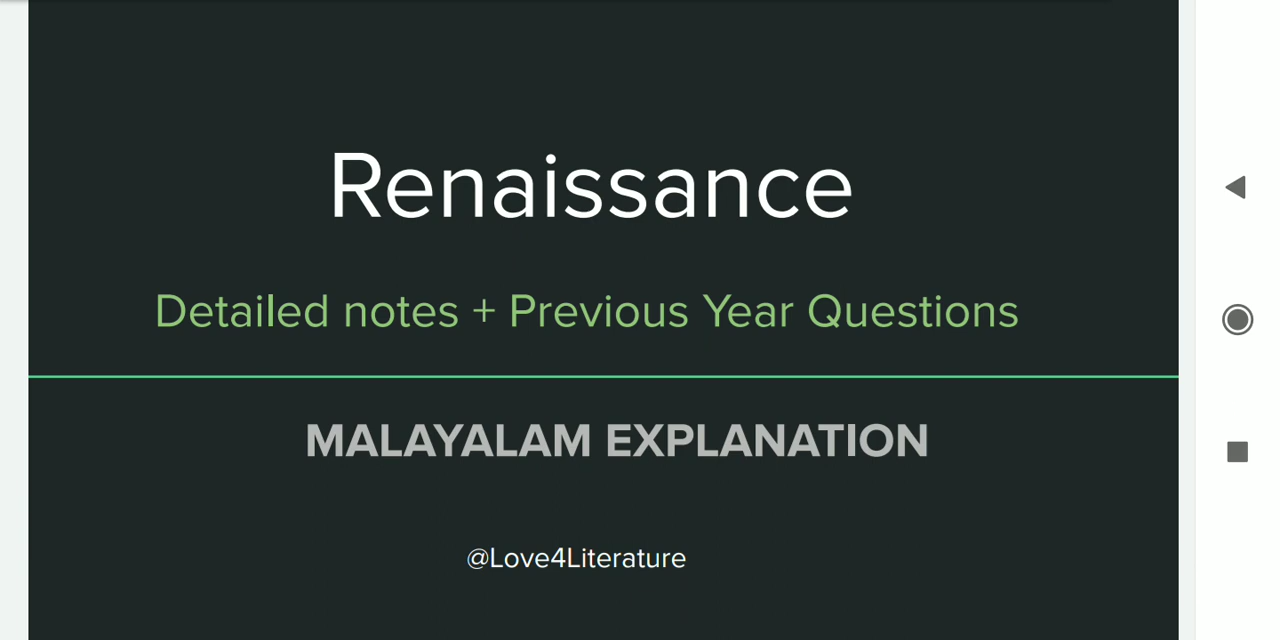 Renaissance
Detailed notes + Previous Year Questions
MALAYALAM EXPLANATION
@Love4Literature